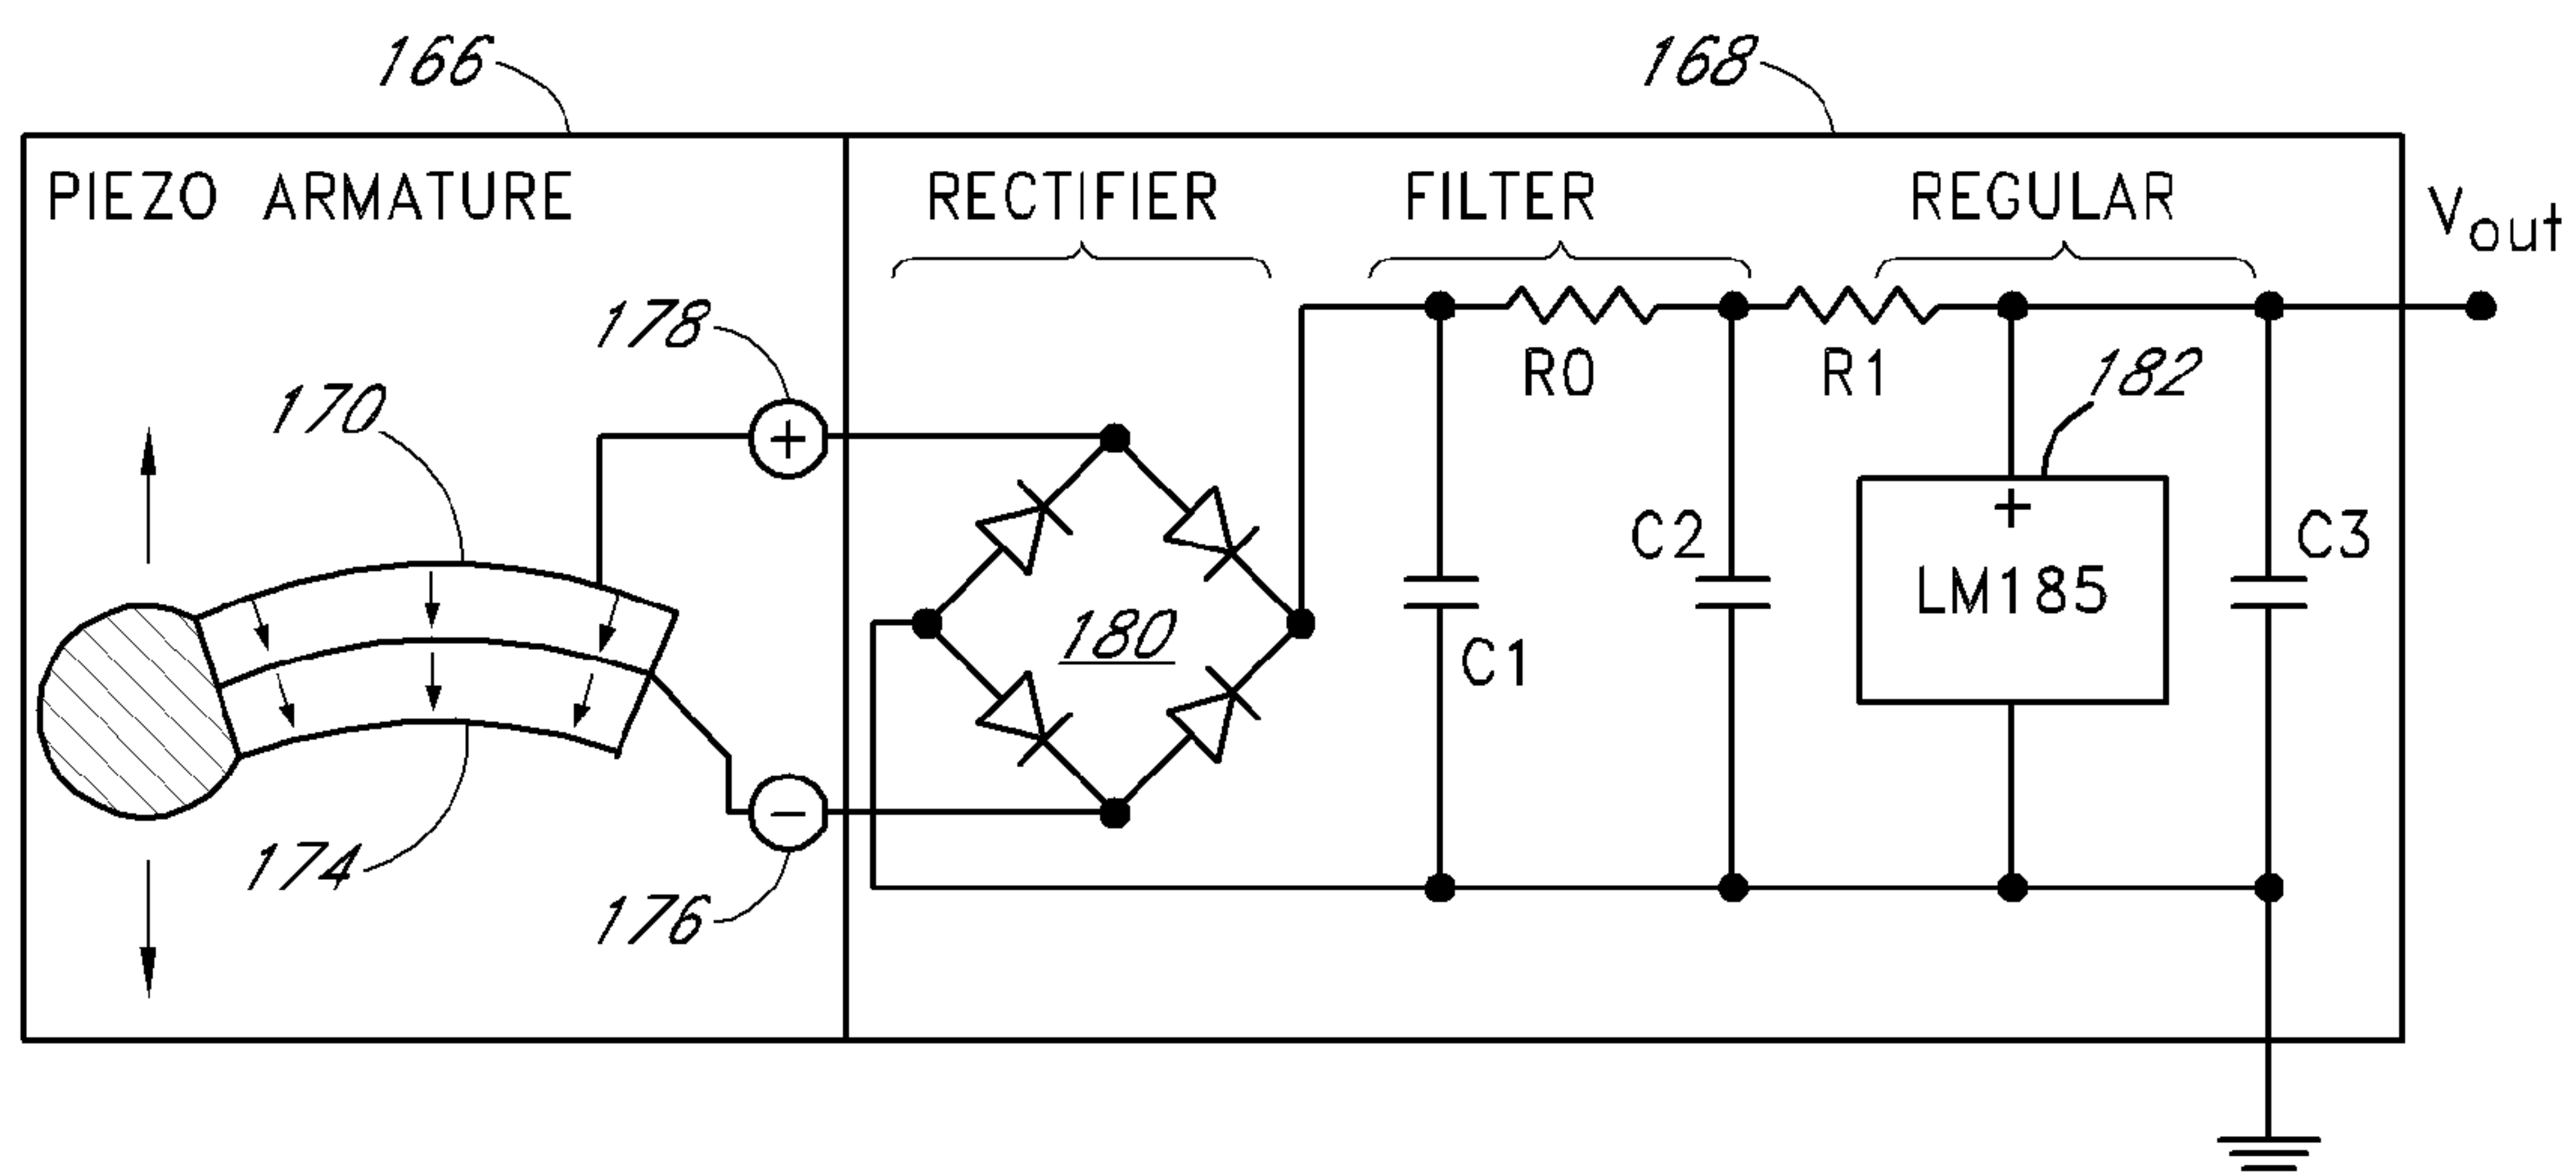 166
168
PIEZO ARMATURE
RECTIFIER
FILTER
REGULAR
Vout
178
+
170
R0
R1
182
+
C2
C3
LM185
180
C1
−
174
176